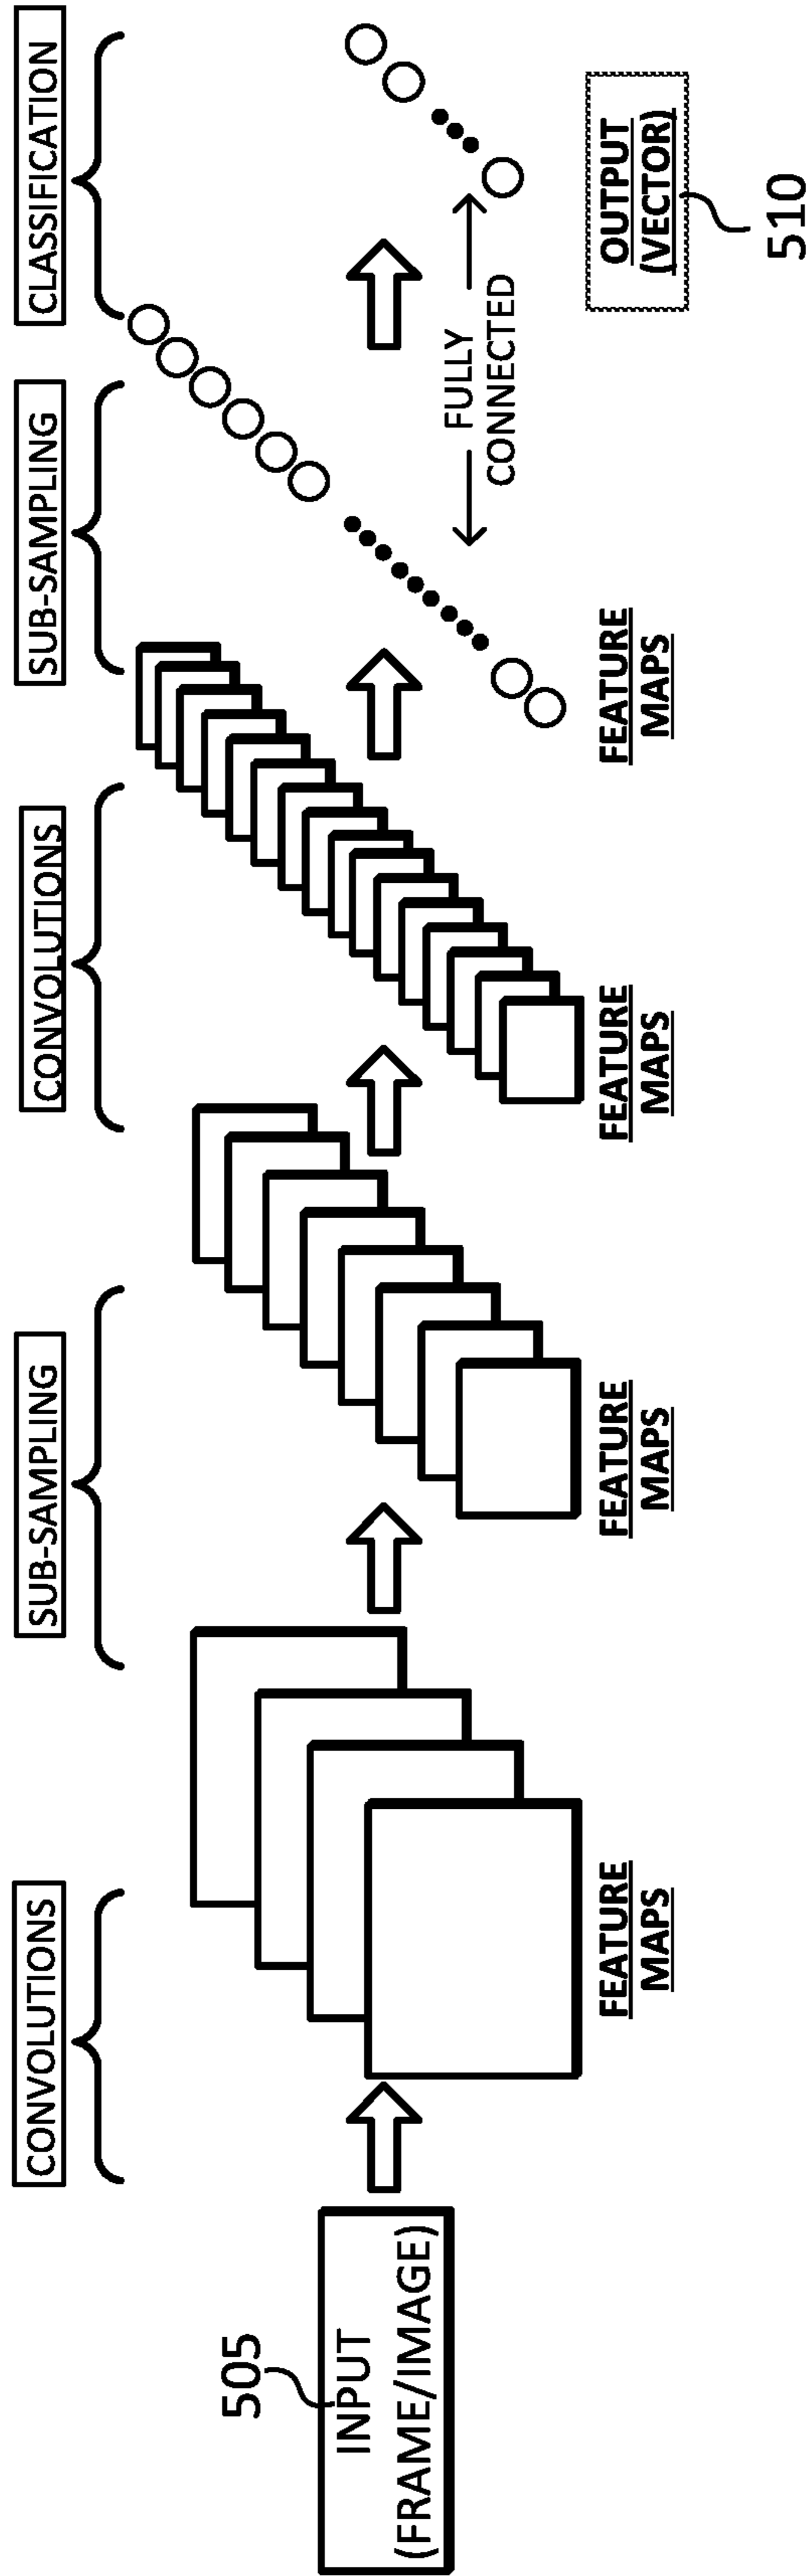 CONVOLUTIONS
SUB-SAMPLING
CONVOLUTIONS
SUB-SAMPLING
CLASSIFICATION
505
INPUT
(FRAME/IMAGE)
FULLY
CONNECTED
FEATURE
MAPS
FEATURE
MAPS
FEATURE
MAPS
FEATURE
MAPS
OUTPUT
(VECTOR)
510